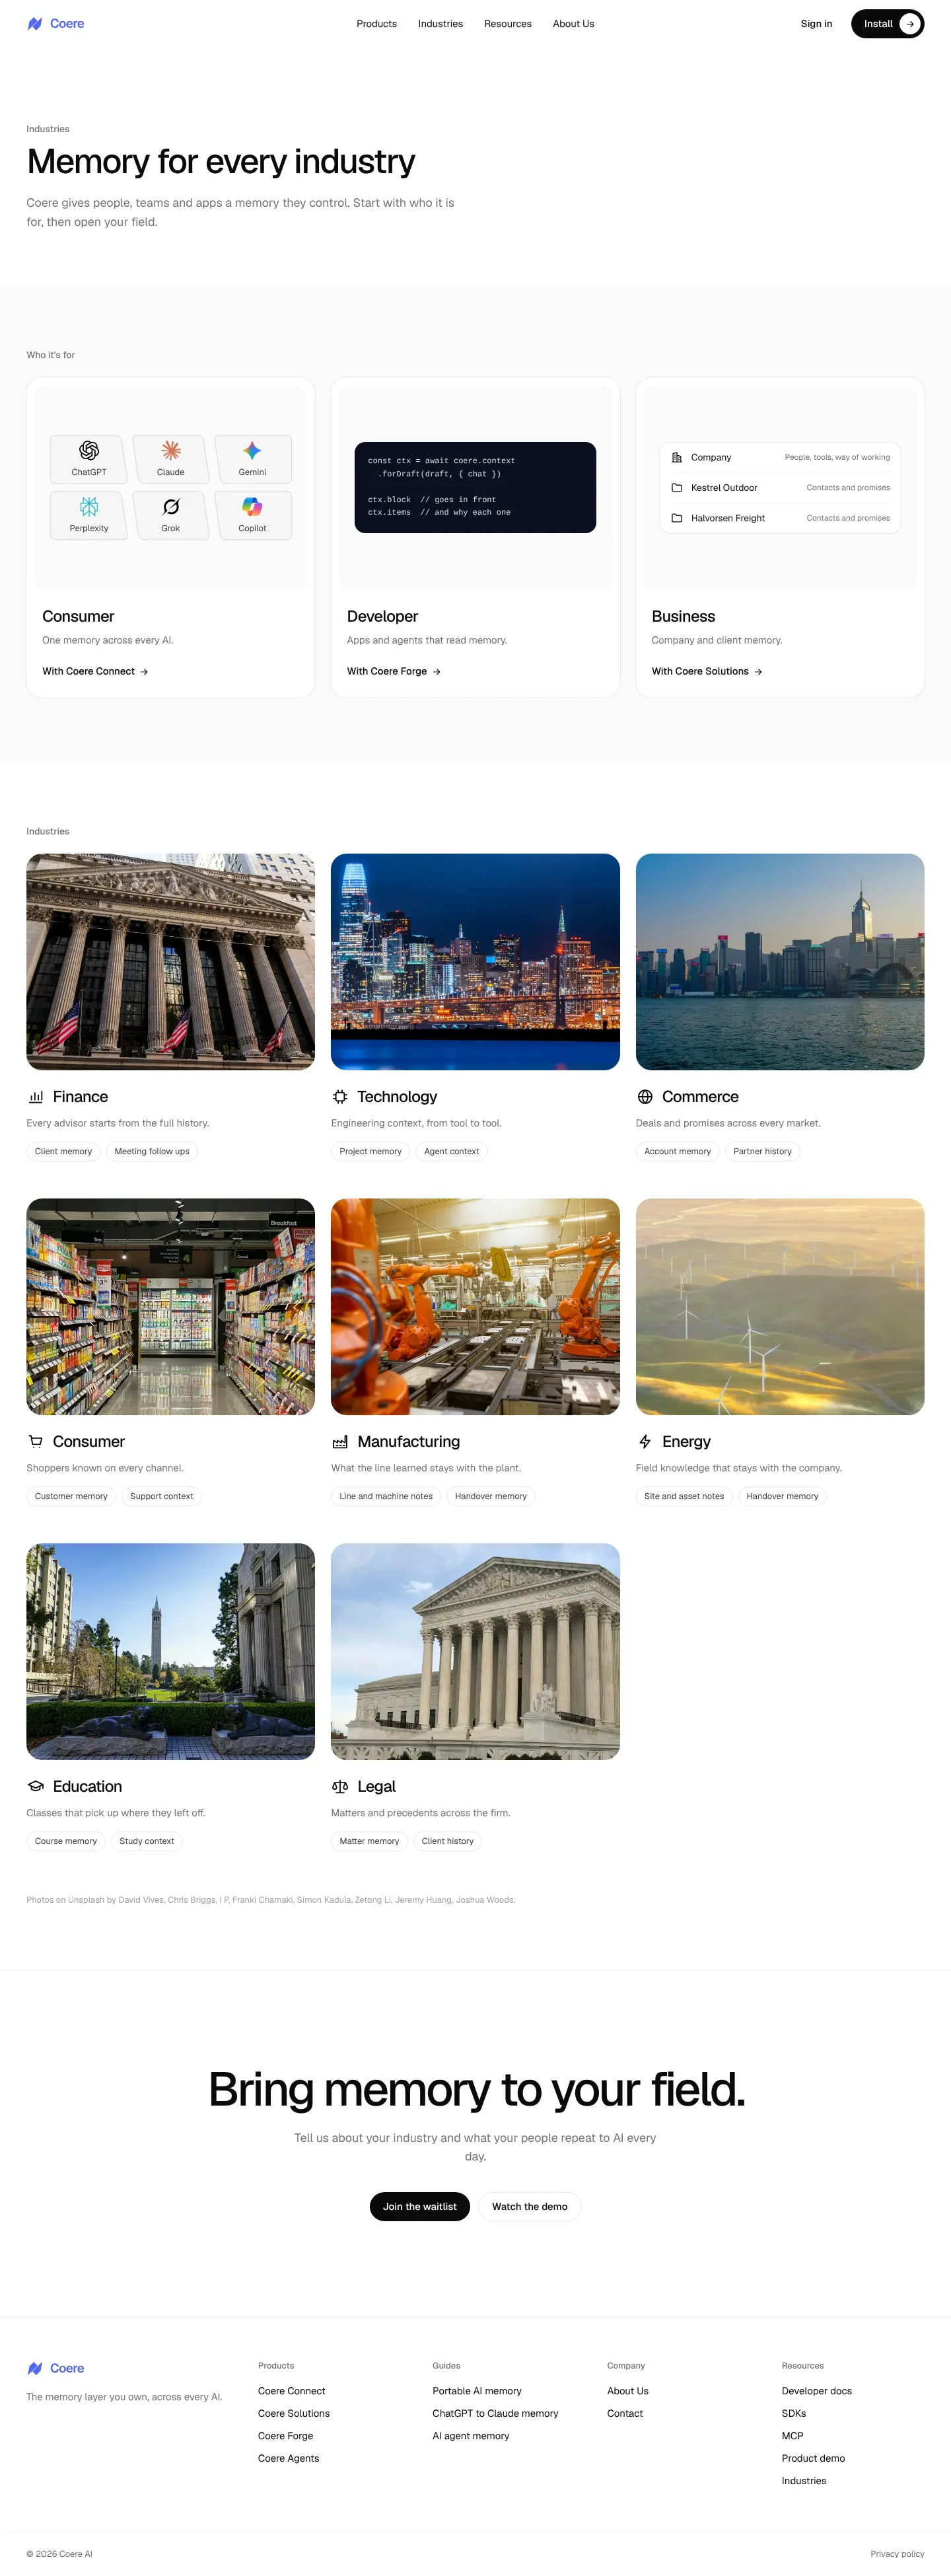 Coere
Products
Industries
Resources
About Us
Sign in
Install
Industries
Memory for every industry
Coere gives people, teams and apps a memory they control. Start with who it is
for, then open your field.
Who it's for
ChatGPT
Claude
Gemini
Perplexity
Grok
Copilot
const ctx = await coere.context
.forDraft(draft, { chat })
ctx.block // goes in front
ctx.items // and why each one
Company
People, tools, way of working
Kestrel Outdoor
Contacts and promises
Halvorsen Freight
Contacts and promises
Consumer
One memory across every AI.
With Coere Connect →
Developer
Apps and agents that read memory.
With Coere Forge →
Business
Company and client memory.
With Coere Solutions →
Industries
Finance
Every advisor starts from the full history.
Client memory
Meeting follow ups
Technology
Engineering context, from tool to tool.
Project memory
Agent context
Commerce
Deals and promises across every market.
Account memory
Partner history
Breakfast
Tea
Consumer
Shoppers known on every channel.
Customer memory
Support context
Manufacturing
What the line learned stays with the plant.
Line and machine notes
Handover memory
Energy
Field knowledge that stays with the company.
Site and asset notes
Handover memory
Education
Classes that pick up where they left off.
Course memory
Study context
Legal
Matters and precedents across the firm.
Matter memory
Client history
Photos on Unsplash by David Vives, Chris Briggs, I P, Franki Chamaki, Simon Kadula, Zetong Li, Jeremy Huang, Joshua Woods.
Bring memory to your field.
Tell us about your industry and what your people repeat to AI every
day.
Join the waitlist
Watch the demo
Coere
The memory layer you own, across every AI.
Products
Coere Connect
Coere Solutions
Coere Forge
Coere Agents
Guides
Portable AI memory
ChatGPT to Claude memory
AI agent memory
Company
About Us
Contact
Resources
Developer docs
SDKs
MCP
Product demo
Industries
© 2026 Coere AI
Privacy policy